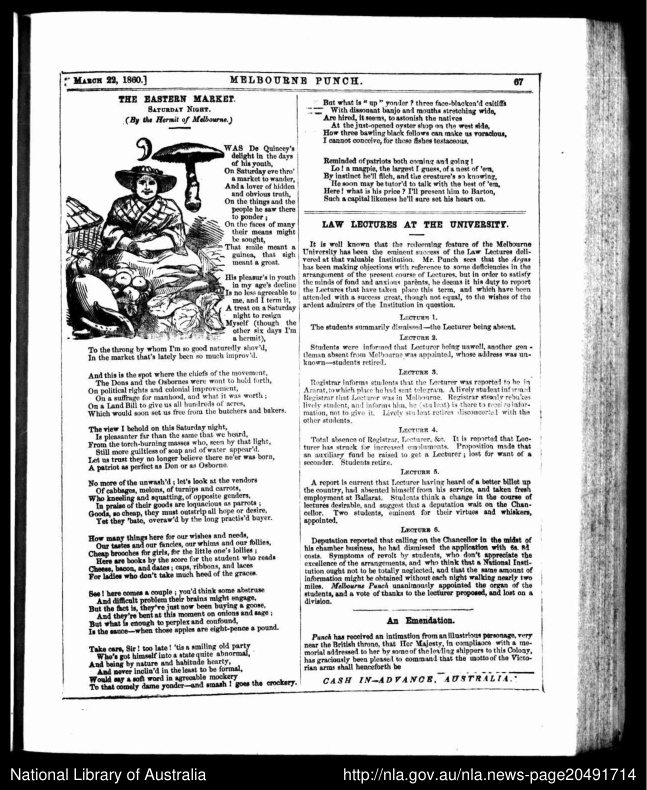 MARCH 22, 1860.]
MELBOURNE PUNCH.
67
THE EASTERN MARKET.
SATURDAY NIGHT.
(By the Hermit of Melbourne.)
WAS De Quincey's
delight in the days
of his youth,
On Saturday eve thro'
a market to wander,
And a lover of hidden
and obvious truth,
On the things and the
people he saw there
to ponder;
On the faces of many
their means might
be sought,
That smile meant a
guinea, that sigh
meant a groat.
His pleasur's in youth
in my age's decline
Is no less agreeable to
me, and I term it,
A treat on a Saturday
night to resign
Myself (though the
other six days I'm
a hermit),
To the throng by whom I'm so good naturedly shov'd,
In the market that's lately been so much improv'd.
And this is the spot where the chiefs of the movement,
The Dons and the Osbornes were wont to hold forth,
On political rights and colonial improvement,
On a suffrage for manhood, and what it was worth;
On a Land Bill to give us all hundreds of acres,
Which would soon set us free from the butchers and bakers.
The view I behold on this Saturday night,
Is pleasanter far than the same that we heard,
From the torch-burning masses who, seen by that light,
Still more guiltless of soap and of water appear'd.
Let us trust they no longer believe there ne'er was born,
A patriot as perfect as Don or as Osborne.
No more of the unwash'd; let's look at the vendors
Of cabbages, melons, of turnips and carrots,
Who kneeling and squatting, of opposite genders,
In praise of their goods are loquacious as parrots;
Goods, so cheap, they must outstrip all hope or desire,
Yet they 'bate, overaw'd by the long practis'd buyer.
How many things here for our wishes and needs,
Our tastes and our fancies, our whims and our follies,
Cheap brooches for girls, for the little one's lollies;
Here are books by the score for the student who reads
Cheese, bacon, and dates; caps, ribbons, and laces
For ladies who don't take much heed of the graces.
See! here comes a couple; you'd think some abstruse
And difficult problem their brains might engage,
But the fact is, they've just now been buying a goose,
And they're bent at this moment on onions and sage;
But what is enough to perplex and confound,
Is the sauce—when those apples are eight-pence a pound.
Take care, Sir! too late! 'tis a smiling old party
Who's got himself into a state quite abnormal,
And being by nature and habitude hearty,
And never inclin'd in the least to be formal,
Would say a soft word in agreeable mockery
To that comely dame yonder—and smash! goes the crockery.
But what is "up" yonder? three face-blacken'd caitiffs
With dissonant banjo and mouths stretching wide,
Are hired, it seems, to astonish the natives
At the just-opened oyster shop on the west side,
How three bawling black fellows can make us voracious,
I cannot conceive, for those fishes testaceous.
Reminded of patriots both coming and going!
Lo! a magpie, the largest I guess, of a nest of 'em,
By instinct he'll filch, and the creature's so knowing,
He soon may be tutor'd to talk with the best of 'em,
Here! what is his price? I'll present him to Barton,
Such a capital likeness he'll sure set his heart on.
LAW LECTURES AT THE UNIVERSITY.
It is well known that the redeeming feature of the Melbourne
University has been the eminent success of the Law Lectures deli-
vered at that valuable Institution. Mr. Punch sees that the Argus
has been making objections with reference to some deficiencies in the
arrangement of the present course of Lectures, but in order to satisfy
the minds of fond and anxious parents, he deems it his duty to report
the Lectures that have taken place this term, and which have been
attended with a success great, though not equal, to the wishes of the
ardent admirers of the Institution in question.
LECTURE 1.
The students summarily dismissed—the Lecturer being absent.
LECTURE 2.
Students were informed that Lecturer being unwell, another gen-
tleman absent from Melbourne was appointed, whose address was un-
known—students retired.
LECTURE 3.
Registrar informs students that the Lecturer was reported to be in
Ararat, to which place he had sent telegram. A lively student informed
Registrar that Lecturer was in Melbourne. Registrar sternly rebukes
lively student, and informs him, he (student) is there to receive infor-
mation, not to give it. Lively student retires disconcerted with the
other students.
LECTURE 4.
Total absence of Registrar, Lecturer, &c. It is reported that Lec-
turer has struck for increased emoluments. Proposition made that
an auxiliary fund be raised to get a Lecturer; lost for want of a
seconder. Students retire.
LECTURE 5.
A report is current that Lecturer having heard of a better billet up
the country, had absented himself from his service, and taken fresh
employment at Ballarat. Students think a change in the course of
lectures desirable, and suggest that a deputation wait on the Chan-
cellor. Two students, eminent for their virtues and whiskers,
appointed.
LECTURE 6.
Deputation reported that calling on the Chancellor in the midst of
his chamber business, he had dismissed the application with 6s. 8d
costs. Symptoms of revolt by students, who don't appreciate the
excellence of the arrangements, and who think that a National Insti-
tution ought not to be totally neglected, and that the same amount of
information might be obtained without each night walking nearly two
miles. Melbourne Punch unanimously appointed the organ of the
students, and a vote of thanks to the lecturer proposed, and lost on a
division.
An Emendation.
Punch has received an intimation from an illustrious personage, very
near the British throne, that Her Majesty, in compliance with a me-
morial addressed to her by some of the leading shippers to this Colony,
has graciously been pleased to command that the motto of the Victo-
rian arms shall henceforth be
CASH IN-ADVANCE, AUSTRALIA.
National Library of Australia
http://nla.gov.au/nla.news-page20491714